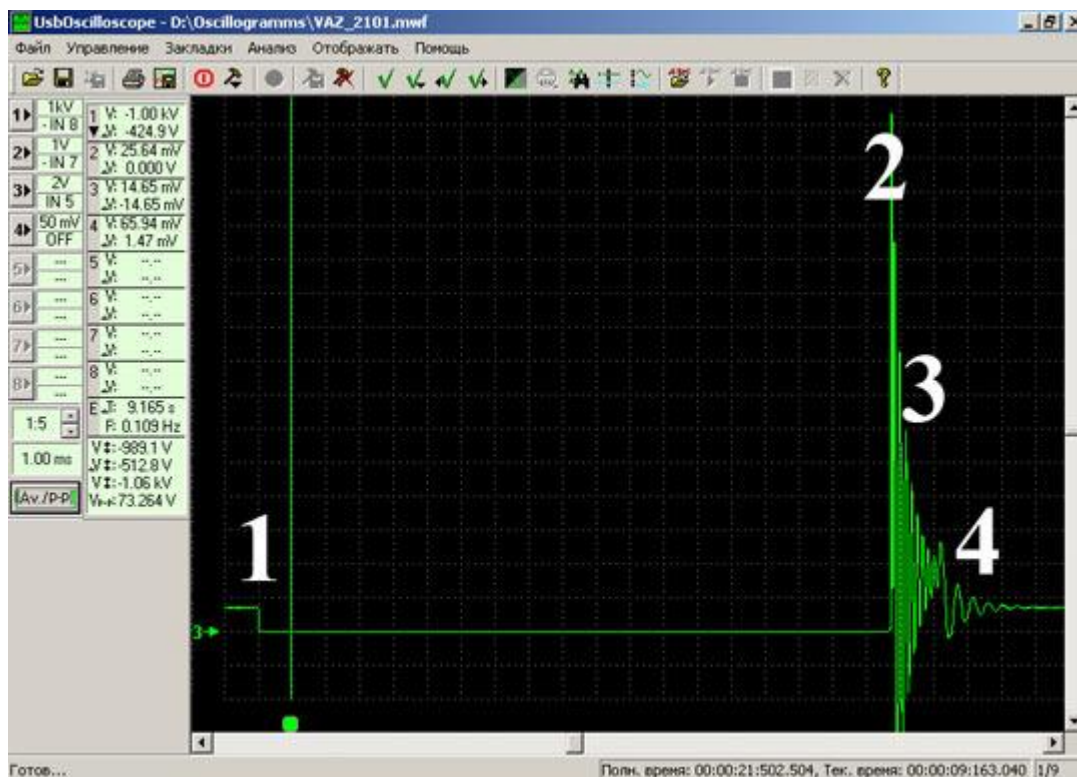 UsbOscilloscope - D:\Oscillogramms\VAZ_2101.mwf
Файл Управление Закладки Анализ Отображать Помощь
1 1kV - IN 8
2 1V - IN 7
3 2V IN 5
4 50 mV OFF
5 --- ---
6 --- ---
7 --- ---
8 --- ---
1:5
1.00 ms
Av./P-P
1 V: -1.00 kV
V: -424.9 V
2 V: 25.64 mV
V: 0.000 V
3 V: 14.65 mV
V: -14.65 mV
4 V: 65.94 mV
V: 1.47 mV
5 V: --.--
V: --.--
6 V: --.--
V: --.--
7 V: --.--
V: --.--
8 V: --.--
V: --.--
E T: 9.165 s
F: 0.109 Hz
V -989.1 V
V -512.8 V
V -1.06 kV
73.264 V
1
2
3
4
3
Готов...
Полн. время: 00:00:21:502.504, Тек. время: 00:00:09:163.040 1/9